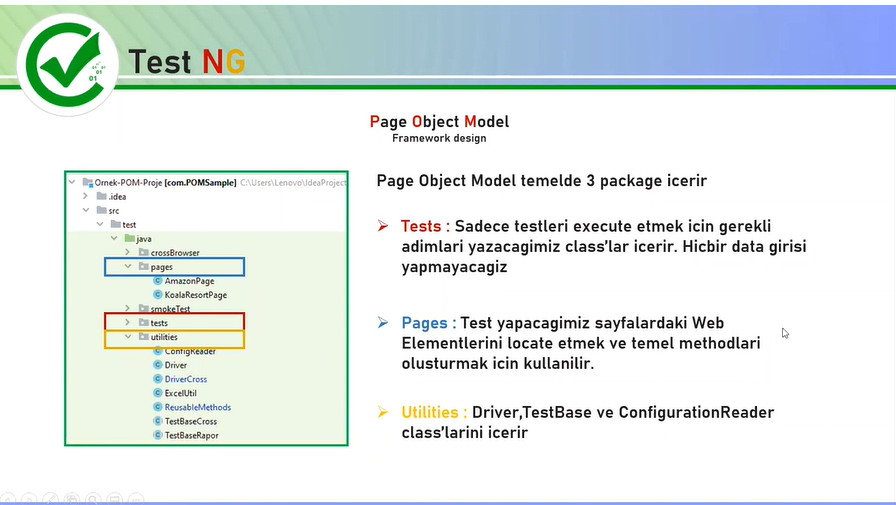 Test NG
01
01
01
Page Object Model
Framework design
Ornek-POM-Proje [com.POMSample] C:\Users\Lenovo\IdeaProject
.idea
src
test
java
crossBrowser
pages
AmazonPage
KoalaResortPage
smokeTest
tests
utilities
ConfigReader
Driver
DriverCross
ExcelUtil
ReusableMethods
TestBaseCross
TestBaseRapor
Page Object Model temelde 3 package icerir
Tests : Sadece testleri execute etmek icin gerekli
adimlari yazacagimiz class'lar icerir. Hicbir data girisi
yapmayacagiz
Pages : Test yapacagimiz sayfalardaki Web
Elementlerini locate etmek ve temel methodlari
olusturmak icin kullanilir.
Utilities : Driver,TestBase ve ConfigurationReader
class'larini icerir